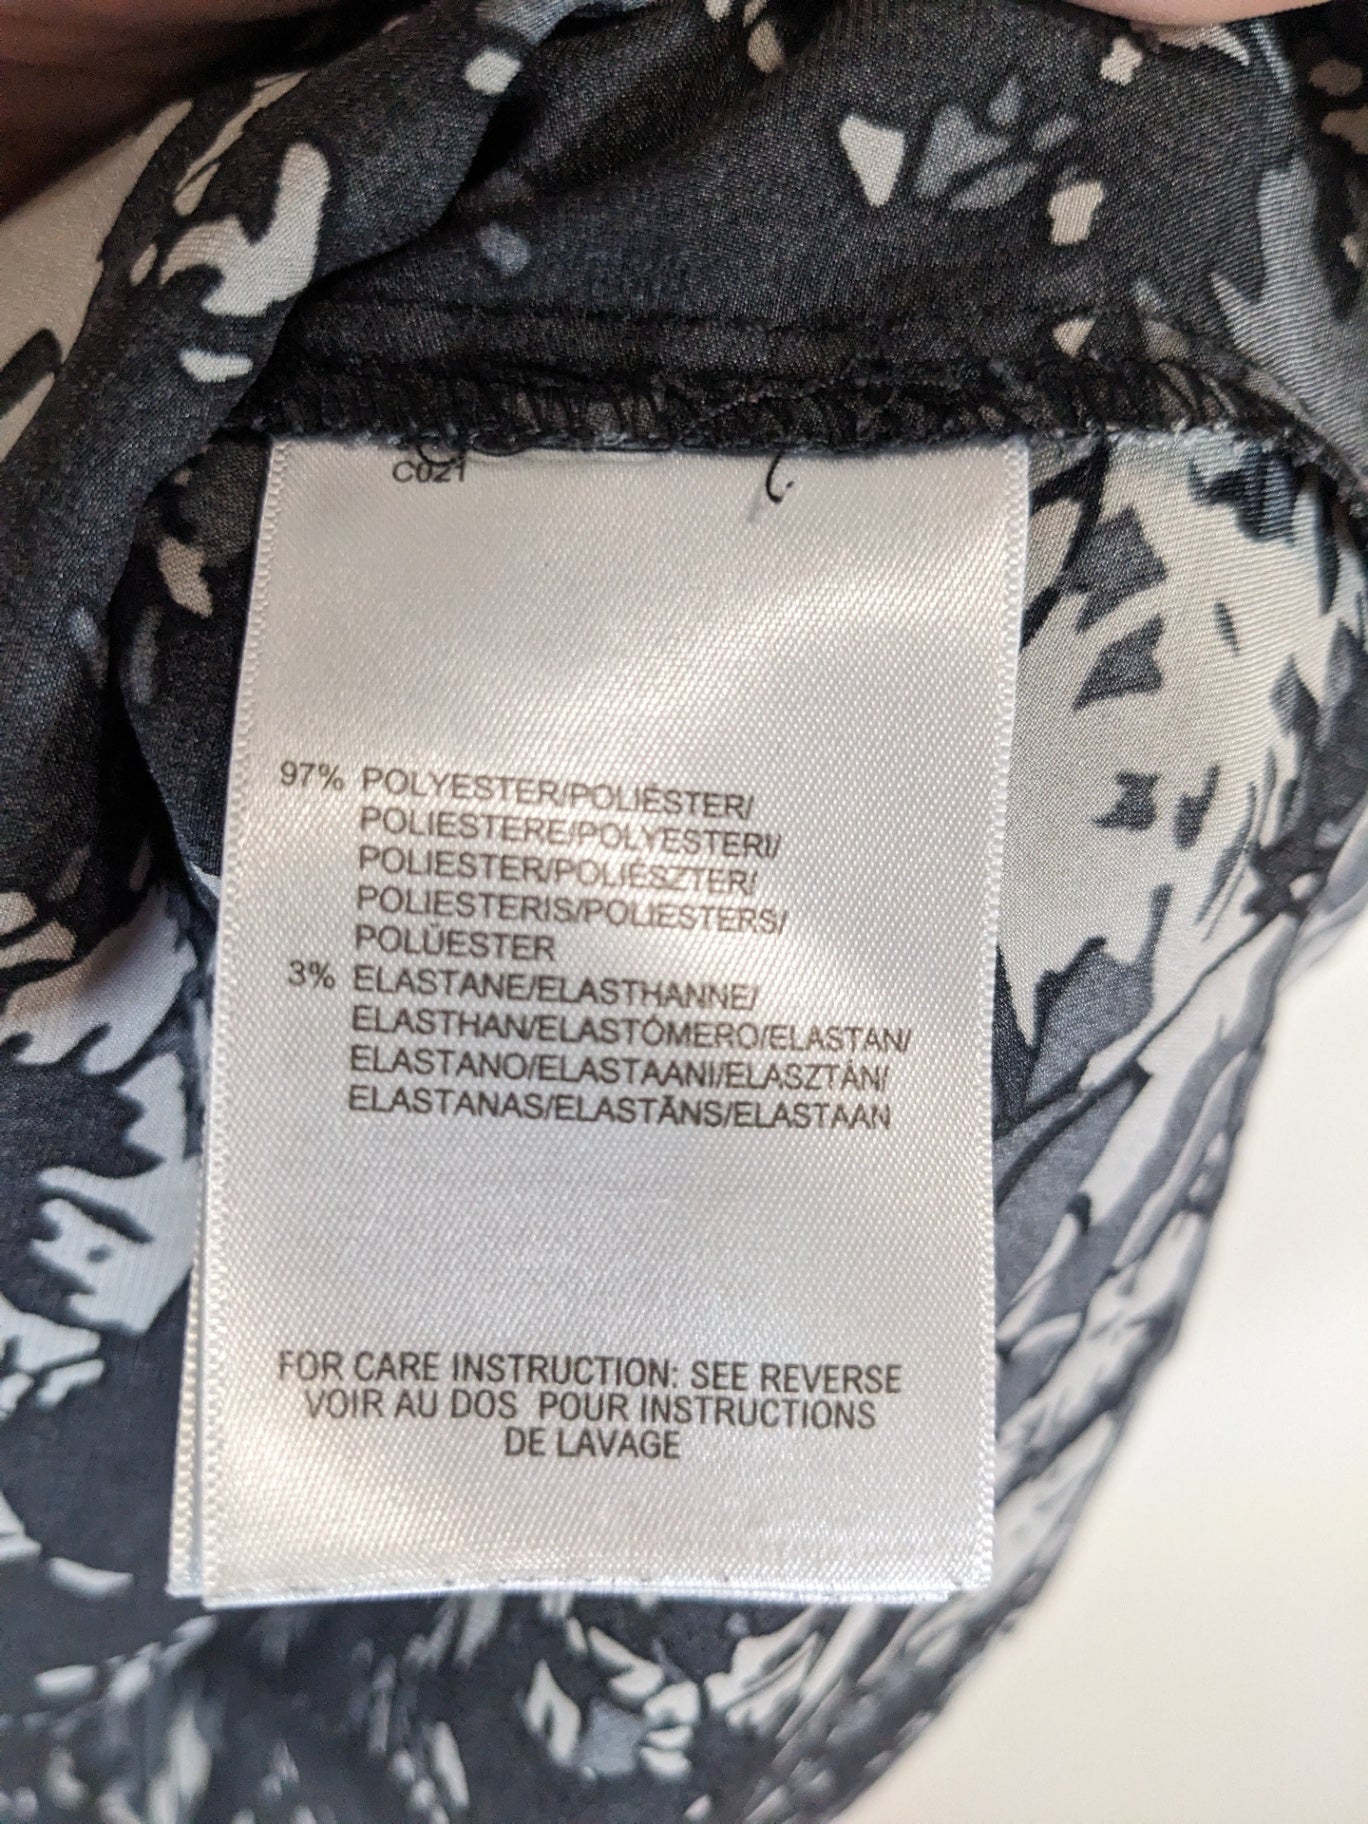 C021
97% POLYESTER/POLIÉSTER/
POLIESTERE/POLYESTERI/
POLIESTER/POLIÉSZTER/
POLIESTERIS/POLIESTERS/
POLÜESTER
3% ELASTANE/ELASTHANNE/
ELASTHAN/ELASTÓMERO/ELASTAN/
ELASTANO/ELASTAANI/ELASZTÁN/
ELASTANAS/ELASTĀNS/ELASTAAN
FOR CARE INSTRUCTION: SEE REVERSE
VOIR AU DOS POUR INSTRUCTIONS
DE LAVAGE